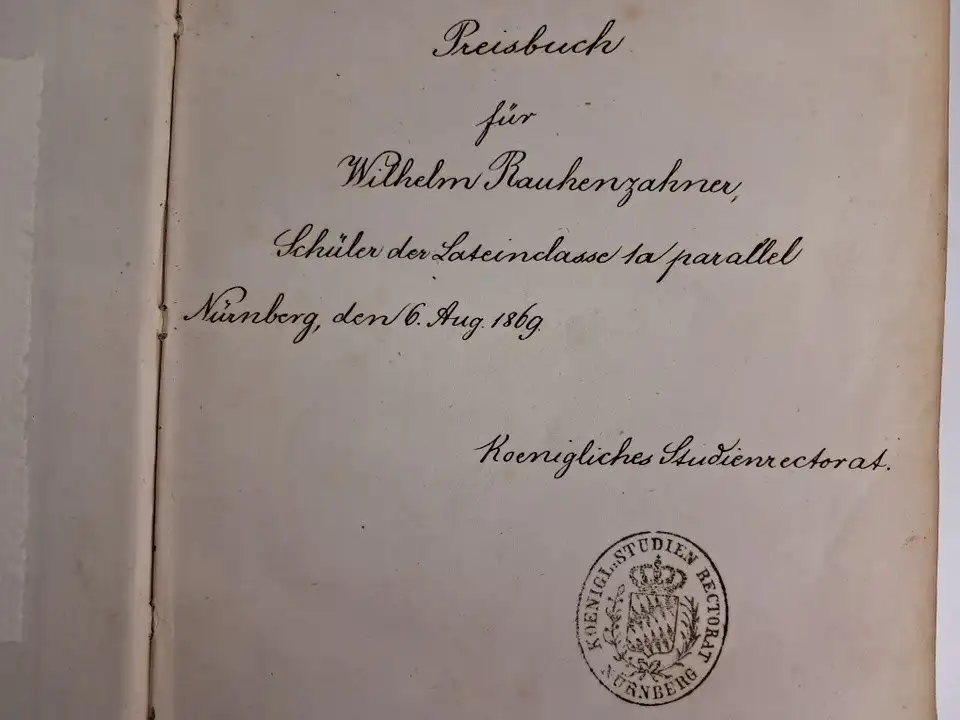 Preisbuch
für
Wilhelm Rauhenzahner,
Schüler der Lateinclasse 1a parallel
Nürnberg, den 6. Aug. 1869.
Koenigliches Studienrectorat.
KOENIGL. STUDIEN RECTORAT
NÜRNBERG